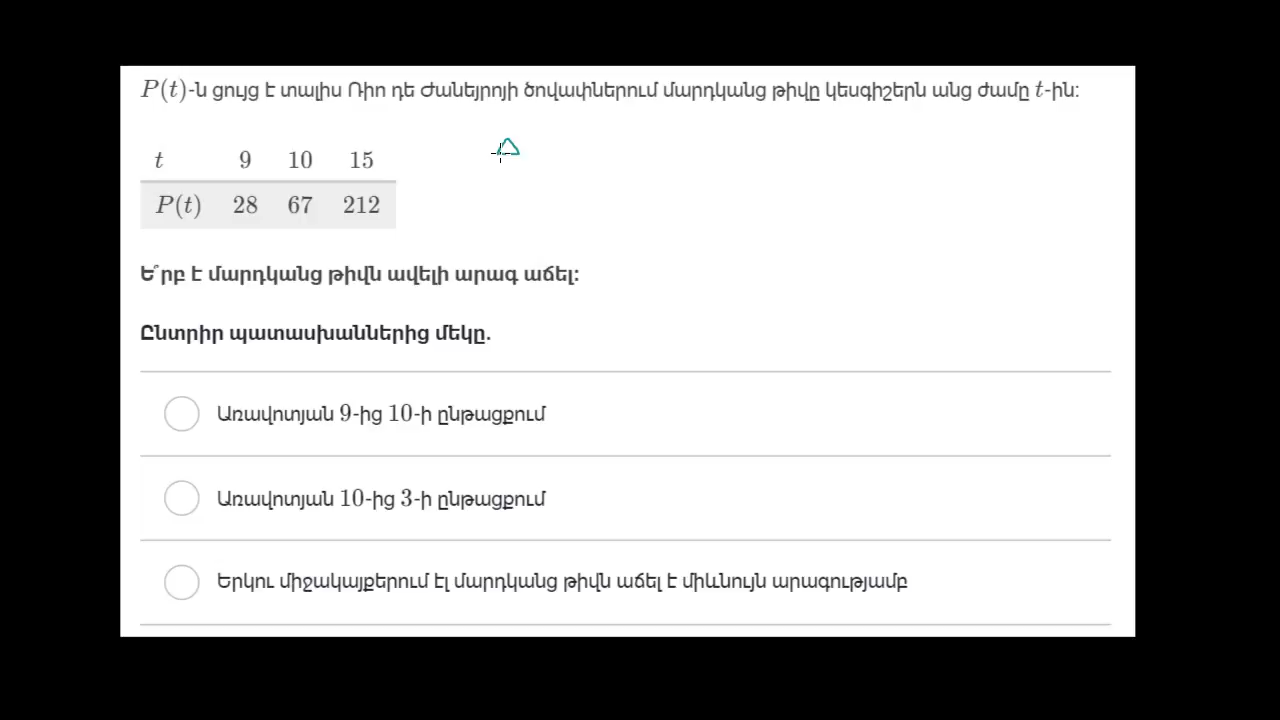 P(t)-ն ցույց է տալիս Ռիո դե Ժանեյրոյի ծովափներում մարդկանց թիվը կեսգիշերն անց ժամը t-ին:
t 9 10 15
P(t) 28 67 212
Ե՞րբ է մարդկանց թիվն ավելի արագ աճել:
Ընտրիր պատասխաններից մեկը.
Առավոտյան 9-ից 10-ի ընթացքում
Առավոտյան 10-ից 3-ի ընթացքում
Երկու միջակայքերում էլ մարդկանց թիվն աճել է միևնույն արագությամբ